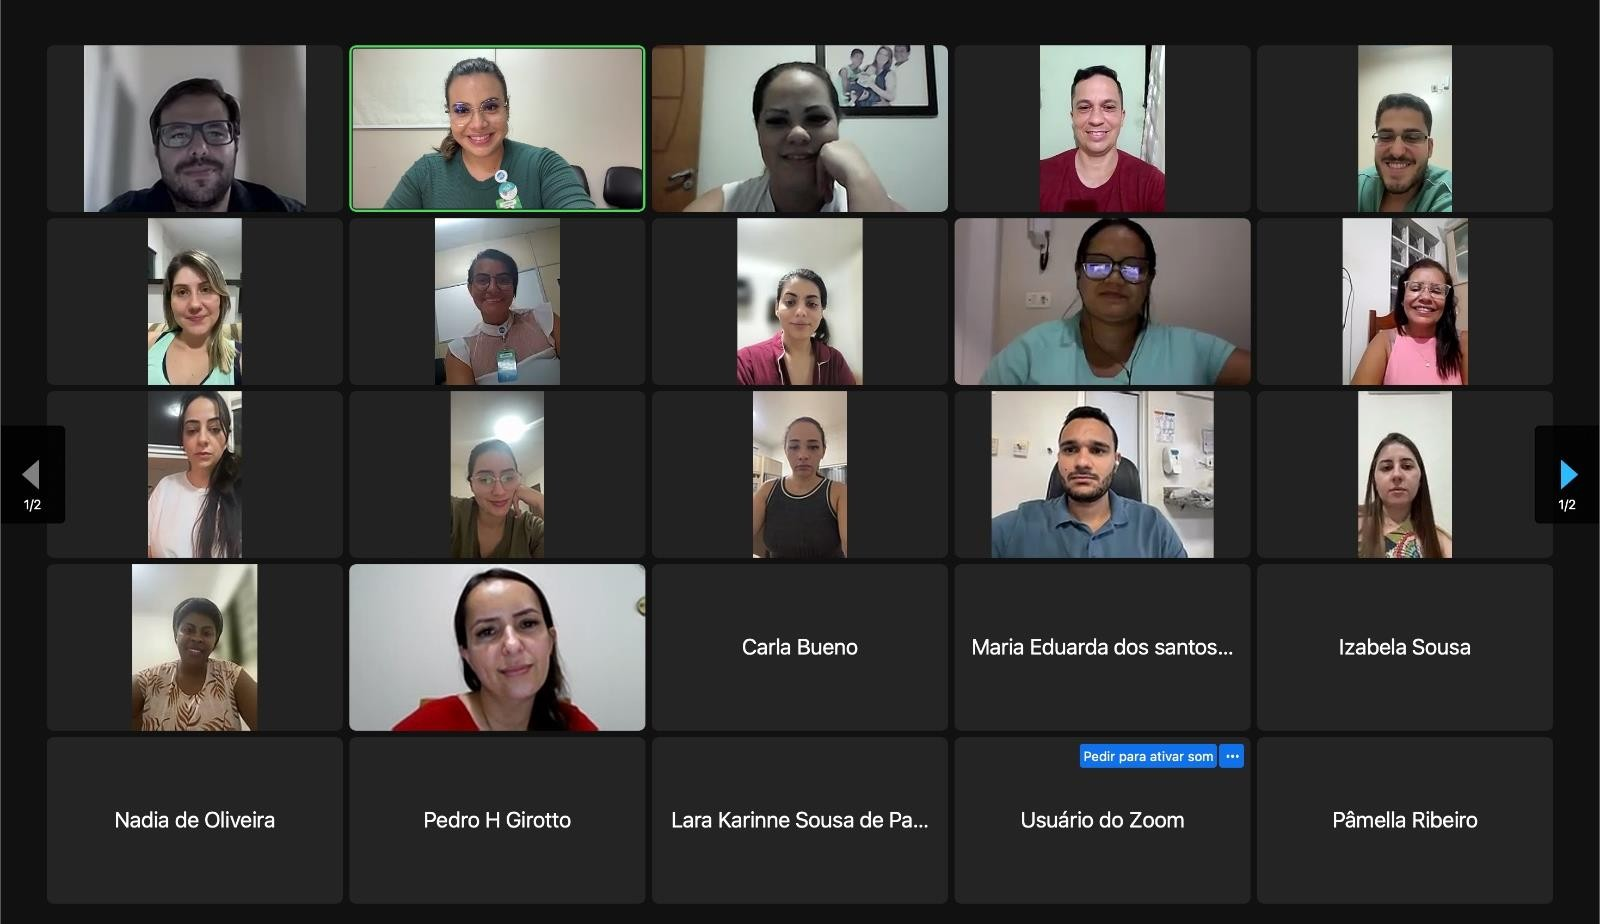 1/2
1/2
Carla Bueno
Maria Eduarda dos santos...
Izabela Sousa
Pedir para ativar som
Nadia de Oliveira
Pedro H Girotto
Lara Karinne Sousa de Pa...
Usuário do Zoom
Pâmella Ribeiro